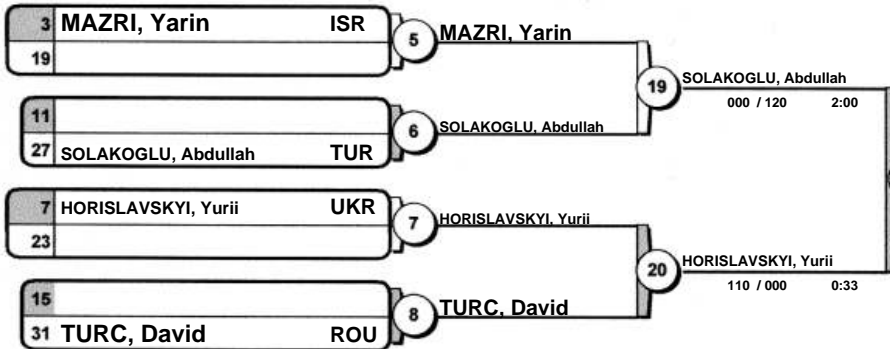 3 MAZRI, Yarin ISR
19
5 MAZRI, Yarin
11
27 SOLAKOGLU, Abdullah TUR
6 SOLAKOGLU, Abdullah
19 SOLAKOGLU, Abdullah
000 / 120 2:00
7 HORISLAVSKYI, Yurii UKR
23
7 HORISLAVSKYI, Yurii
15
31 TURC, David ROU
8 TURC, David
20 HORISLAVSKYI, Yurii
110 / 000 0:33